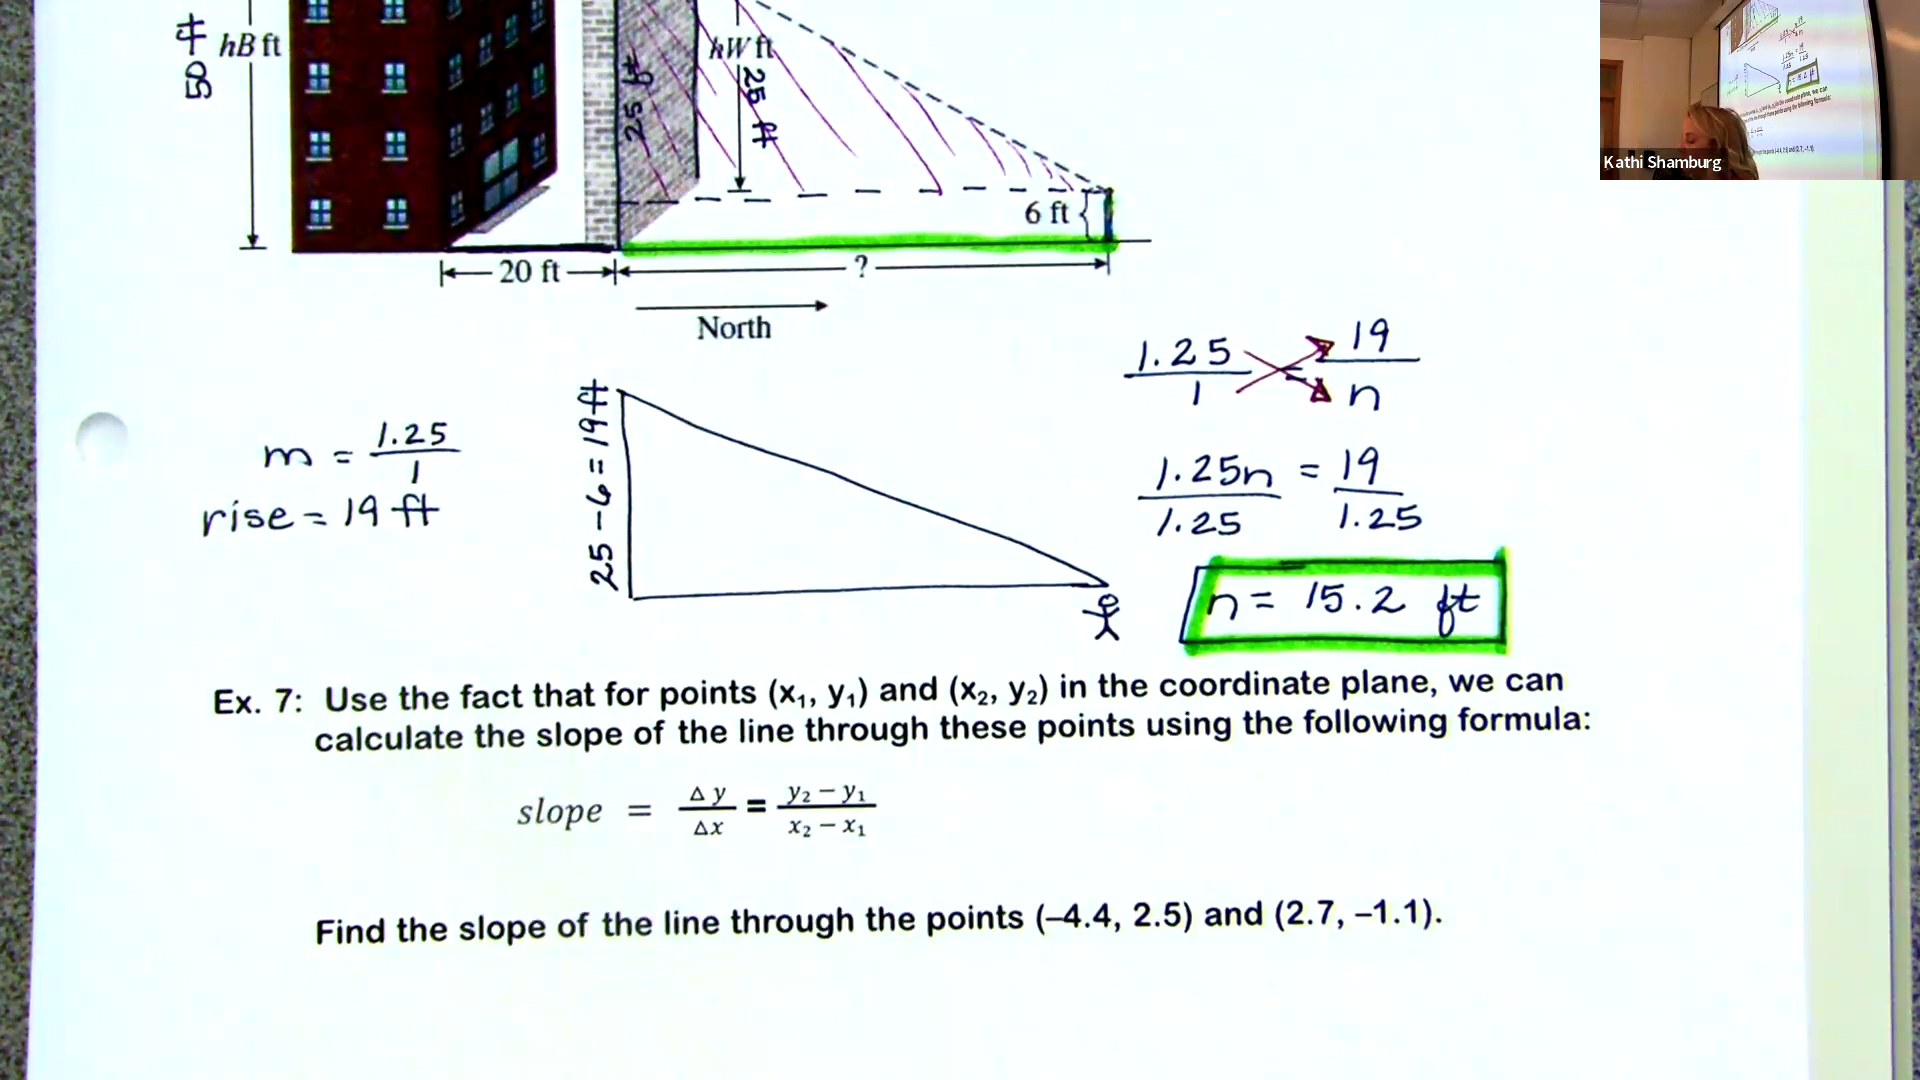 50 ft
hB ft
25 ft
hW ft
25 ft
6 ft
20 ft
?
North
1.25 / 1 = 19 / n
m = 1.25 / 1
rise = 19 ft
25 - 6 = 19 ft
1.25n / 1.25 = 19 / 1.25
n = 15.2 ft
Ex. 7: Use the fact that for points (x₁, y₁) and (x₂, y₂) in the coordinate plane, we can
calculate the slope of the line through these points using the following formula:
slope = Δy / Δx = y₂ − y₁ / x₂ − x₁
Find the slope of the line through the points (–4.4, 2.5) and (2.7, –1.1).
Kathi Shamburg